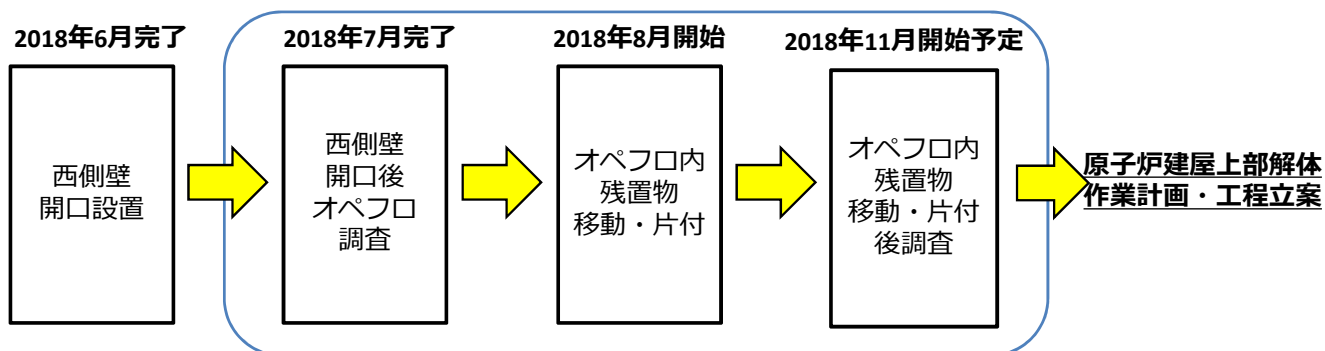 2018年6月完了
西側壁
開口設置
2018年7月完了
西側壁
開口後
オペフロ
調査
2018年8月開始
オペフロ内
残置物
移動・片付
2018年11月開始予定
オペフロ内
残置物
移動・片付
後調査
原子炉建屋上部解体
作業計画・工程立案